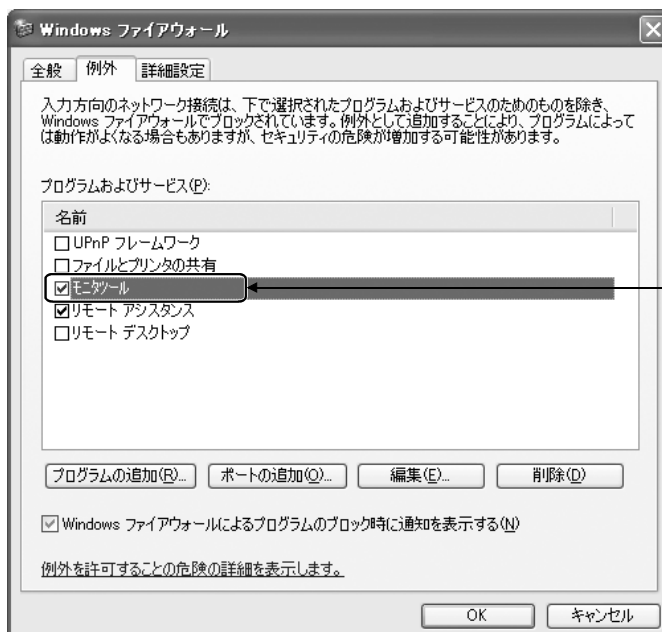 Windows ファイアウォール
全般 例外 詳細設定
入力方向のネットワーク接続は、下で選択されたプログラムおよびサービスのためのものを除き、
Windows ファイアウォールでブロックされています。例外として追加することにより、プログラムによって
は動作がよくなる場合もありますが、セキュリティの危険が増加する可能性があります。
プログラムおよびサービス(P):
名前
UPnP フレームワーク
ファイルとプリンタの共有
モニタツール
リモート アシスタンス
リモート デスクトップ
プログラムの追加(R)... ポートの追加(O)... 編集(E)... 削除(D)
Windows ファイアウォールによるプログラムのブロック時に通知を表示する(N)
例外を許可することの危険の詳細を表示します。
OK キャンセル